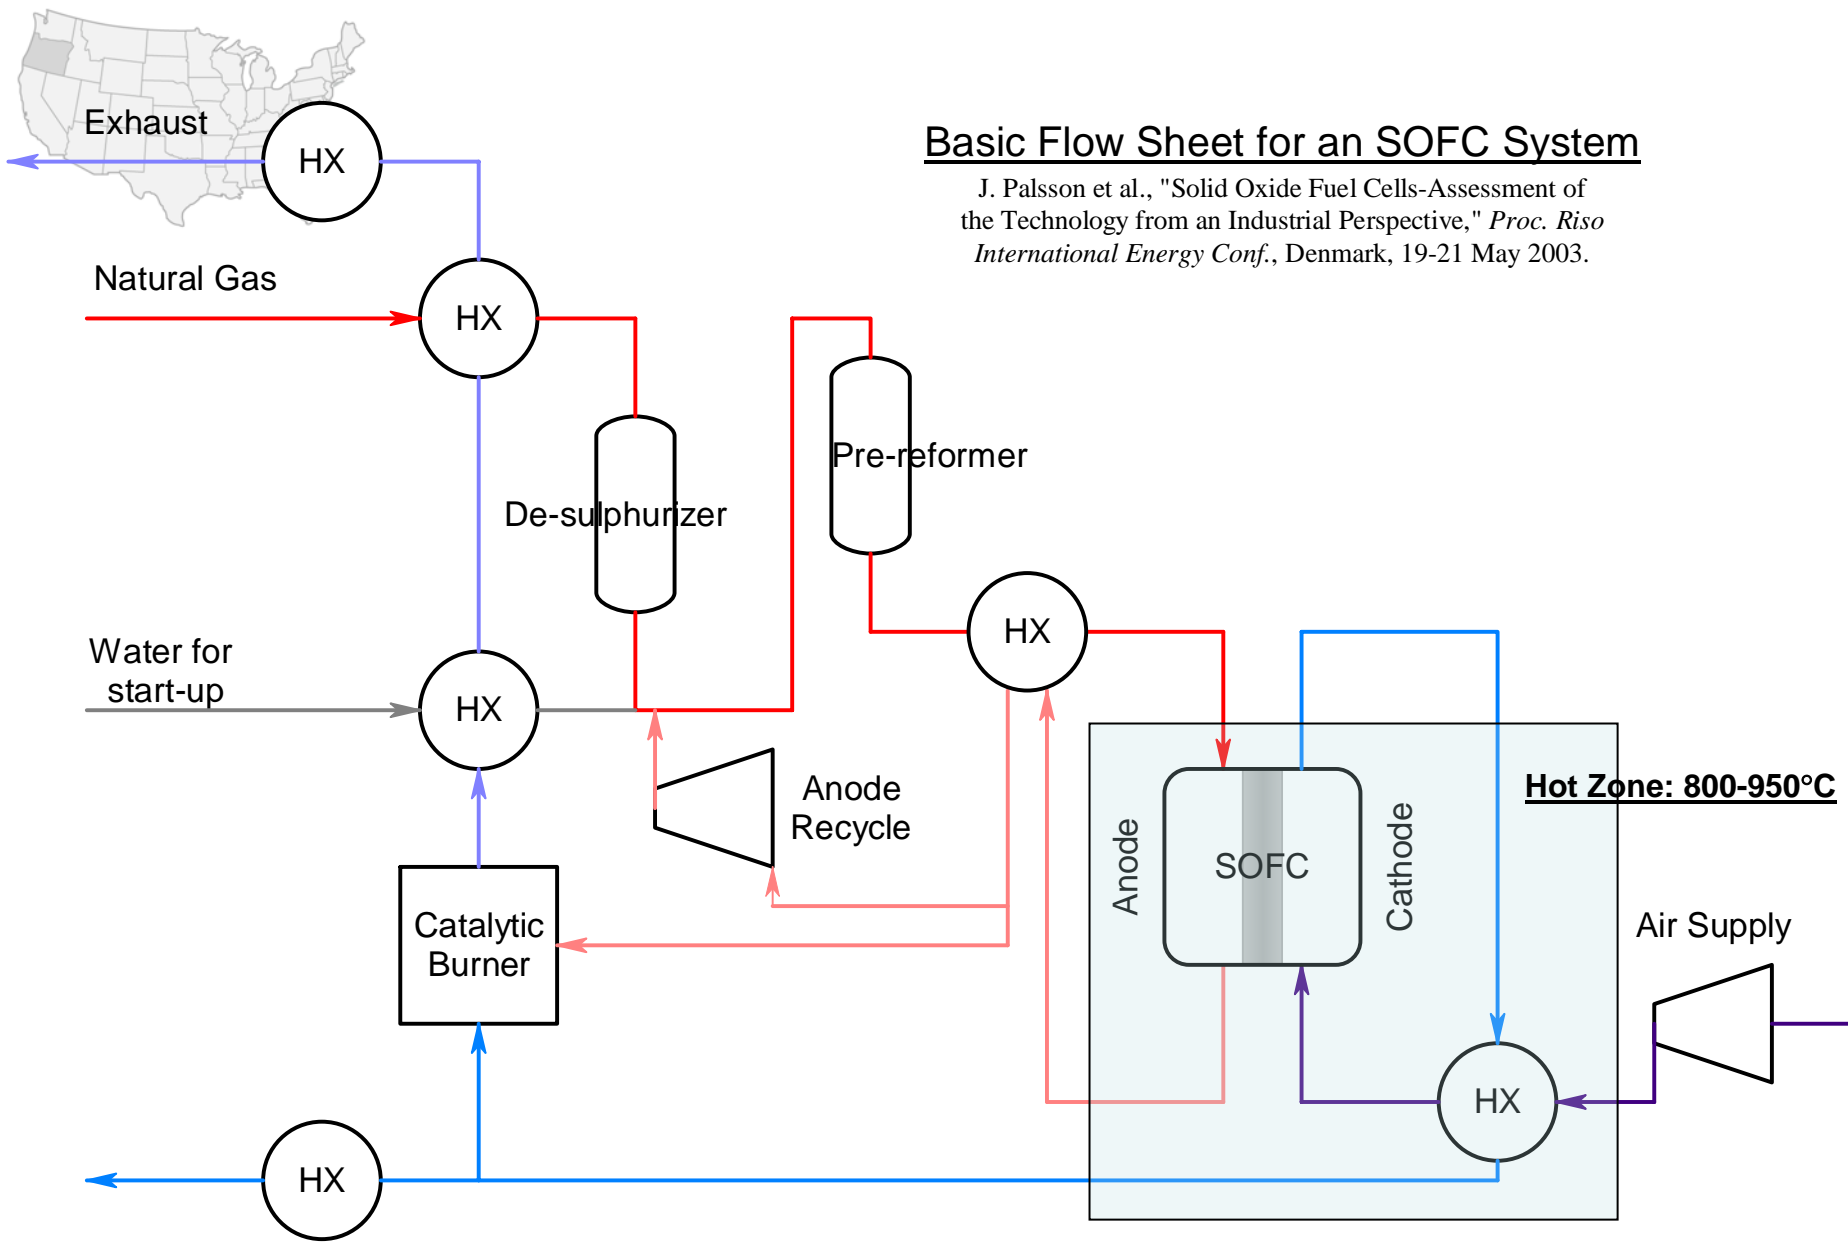 Exhaust
HX
Basic Flow Sheet for an SOFC System
J. Palsson et al., "Solid Oxide Fuel Cells-Assessment of
the Technology from an Industrial Perspective," Proc. Riso
International Energy Conf., Denmark, 19-21 May 2003.
Natural Gas
HX
Pre-reformer
De-sulphurizer
HX
Water for
start-up
HX
Anode
Recycle
Hot Zone: 800-950°C
Anode
SOFC
Cathode
Catalytic
Burner
Air Supply
HX
HX